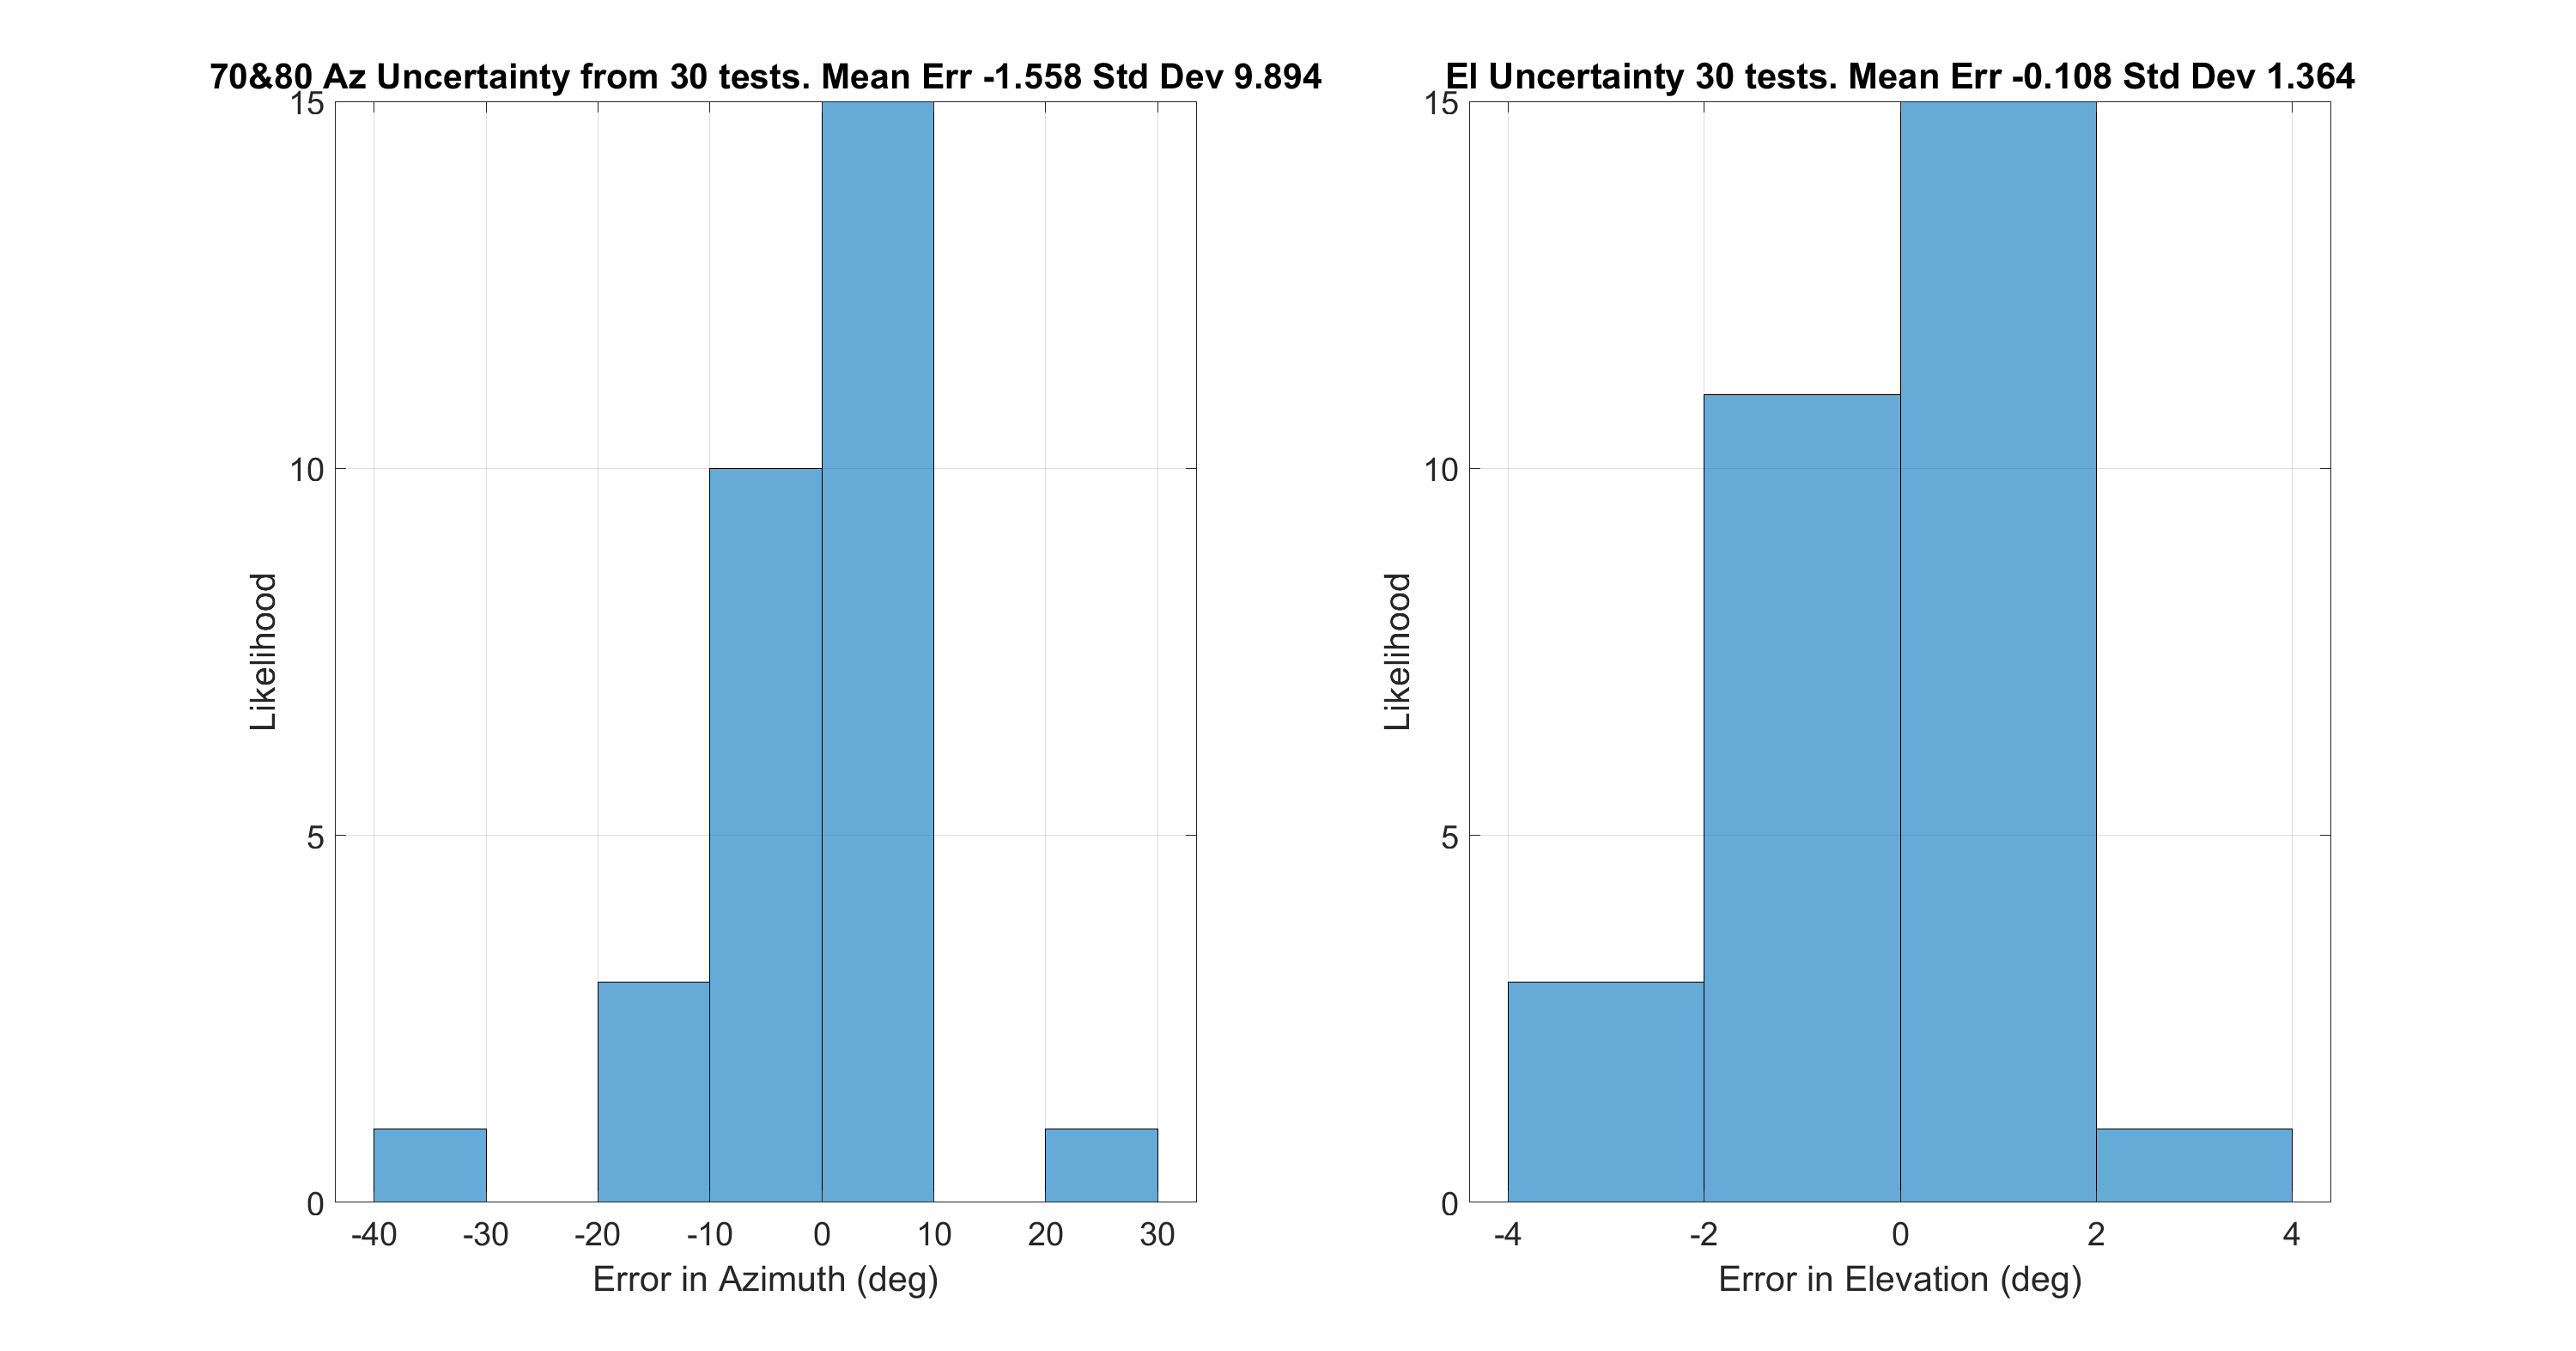 70&80 Az Uncertainty from 30 tests. Mean Err -1.558 Std Dev 9.894
15
10
5
0
Likelihood
-40 -30 -20 -10 0 10 20 30
Error in Azimuth (deg)
El Uncertainty 30 tests. Mean Err -0.108 Std Dev 1.364
15
10
5
0
Likelihood
-4 -2 0 2 4
Error in Elevation (deg)